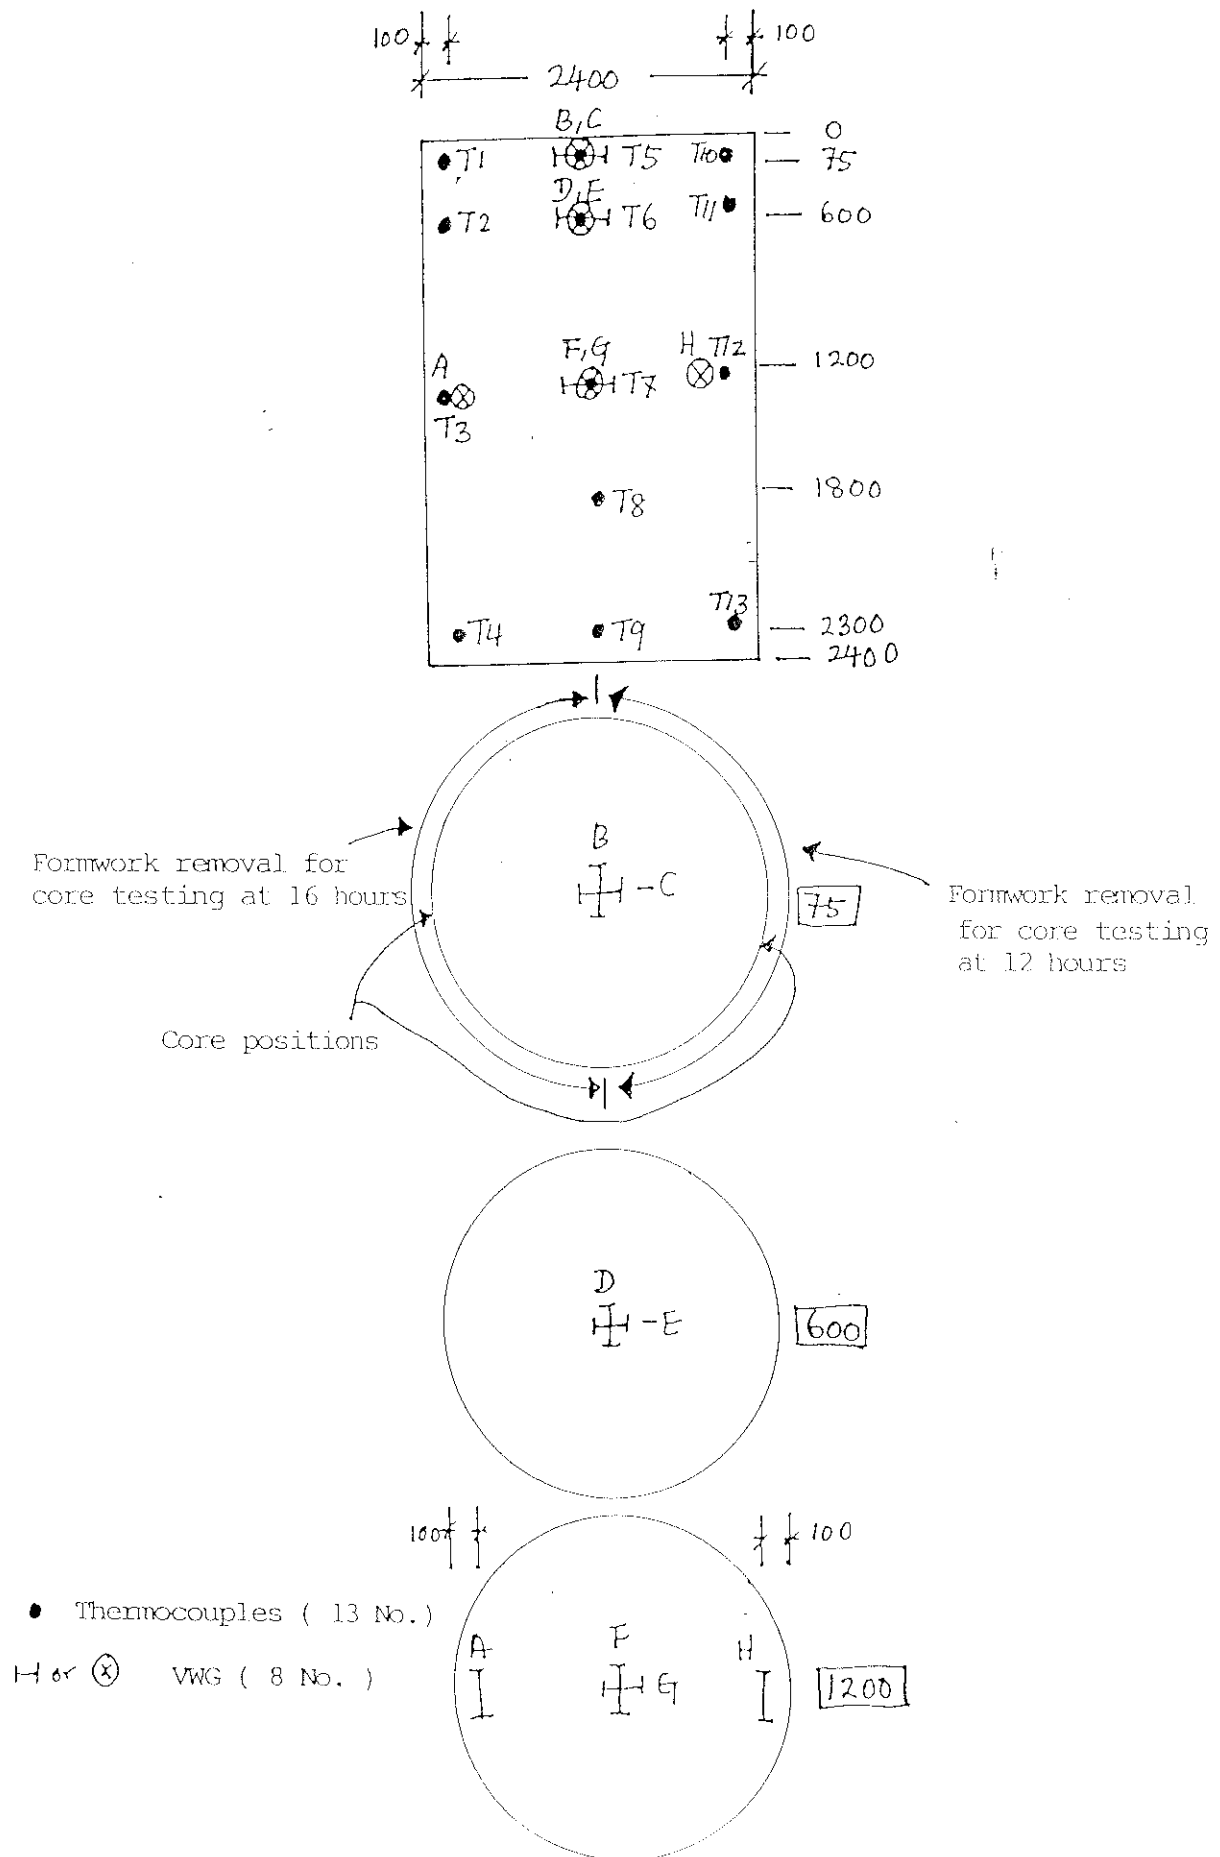 100 100
2400
B,C
0
T1 T5 T10 75
D,E
T2 T6 T11 600
A F,G H T12 1200
T7
T3
1800
T8
T13
T4 T9 2300
2400
B
Formwork removal for
core testing at 16 hours
C
75
Formwork removal
for core testing
at 12 hours
Core positions
D
E
600
100 100
Thermocouples ( 13 No.)
A F H
or VWG ( 8 No. )
G
1200